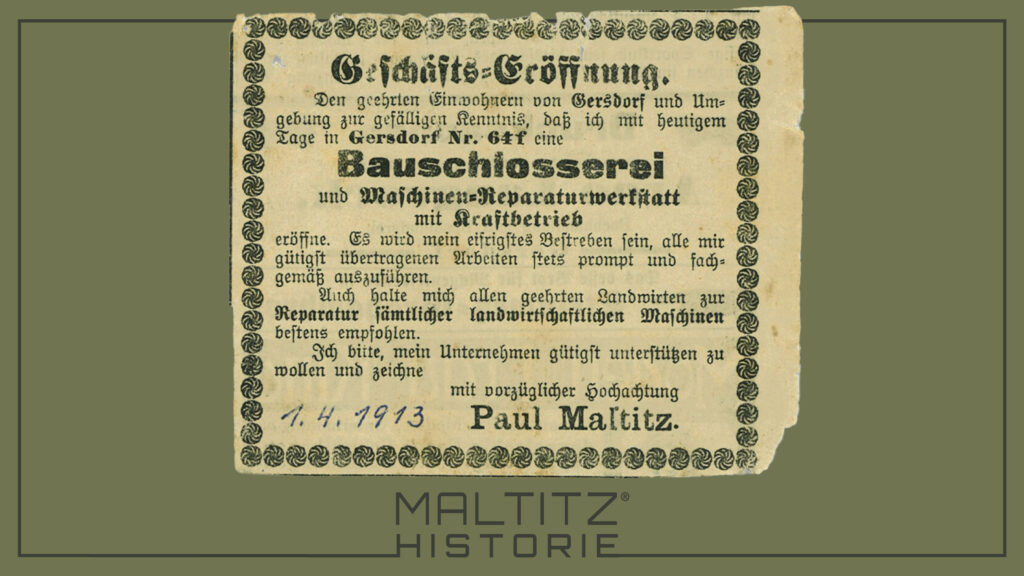 Geschäfts-Eröffnung.
Den geehrten Einwohnern von Gersdorf und Um-
gebung zur gefälligen Kenntnis, daß ich mit heutigem
Tage in Gersdorf Nr. 64f eine
Bauschlosserei
und Maschinen-Reparaturwerkstatt
mit Kraftbetrieb
eröffne. Es wird mein eifrigstes Bestreben sein, alle mir
gütigst übertragenen Arbeiten stets prompt und fach-
gemäß auszuführen.
Auch halte mich allen geehrten Landwirten zur
Reparatur sämtlicher landwirtschaftlichen Maschinen
bestens empfohlen.
Ich bitte, mein Unternehmen gütigst unterstützen zu
wollen und zeichne
mit vorzüglicher Hochachtung
1.4.1913 Paul Maltitz.
MALTITZ®
HISTORIE